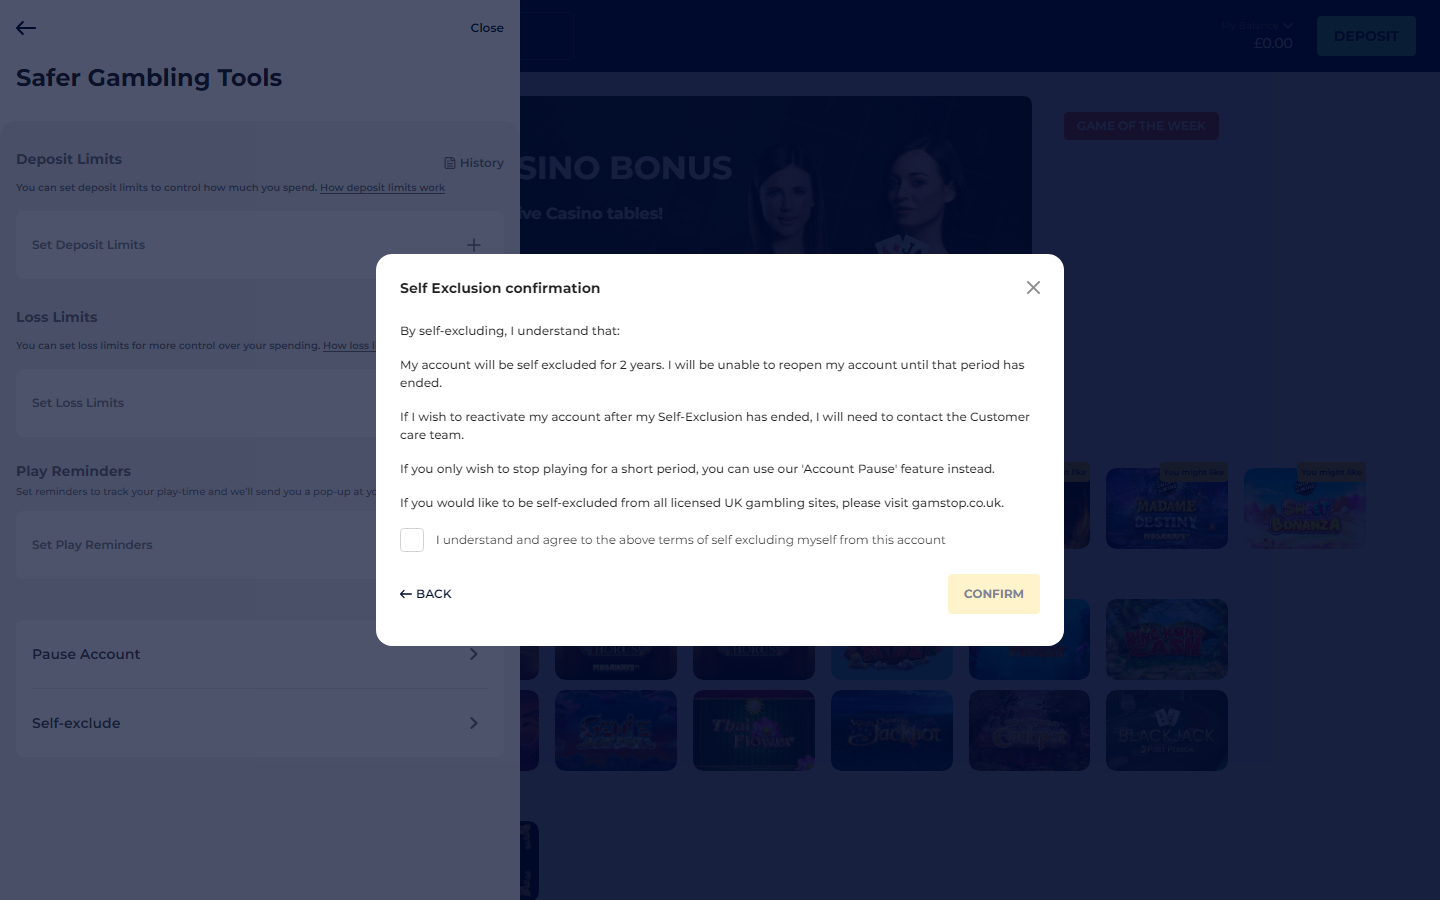 Close
Safer Gambling Tools
Deposit Limits
History
You can set deposit limits to control how much you spend. How deposit limits work
Set Deposit Limits
Loss Limits
You can set loss limits for more control over your spending. How loss l
Set Loss Limits
Play Reminders
Set reminders to track your play-time and we'll send you a pop-up at yo
Set Play Reminders
Pause Account
Self-exclude
My Balance
£0.00
DEPOSIT
SINO BONUS
ive Casino tables!
GAME OF THE WEEK
Self Exclusion confirmation
By self-excluding, I understand that:
My account will be self excluded for 2 years. I will be unable to reopen my account until that period has
ended.
If I wish to reactivate my account after my Self-Exclusion has ended, I will need to contact the Customer
care team.
If you only wish to stop playing for a short period, you can use our 'Account Pause' feature instead.
If you would like to be self-excluded from all licensed UK gambling sites, please visit gamstop.co.uk.
I understand and agree to the above terms of self excluding myself from this account
BACK
CONFIRM
t like
You might like
You might like
MADAME
DESTINY
MEGAWAYS
SWEET
BONANZA
MEGAWAYS
Thai
Flower
Jackpot
BLACKJACK